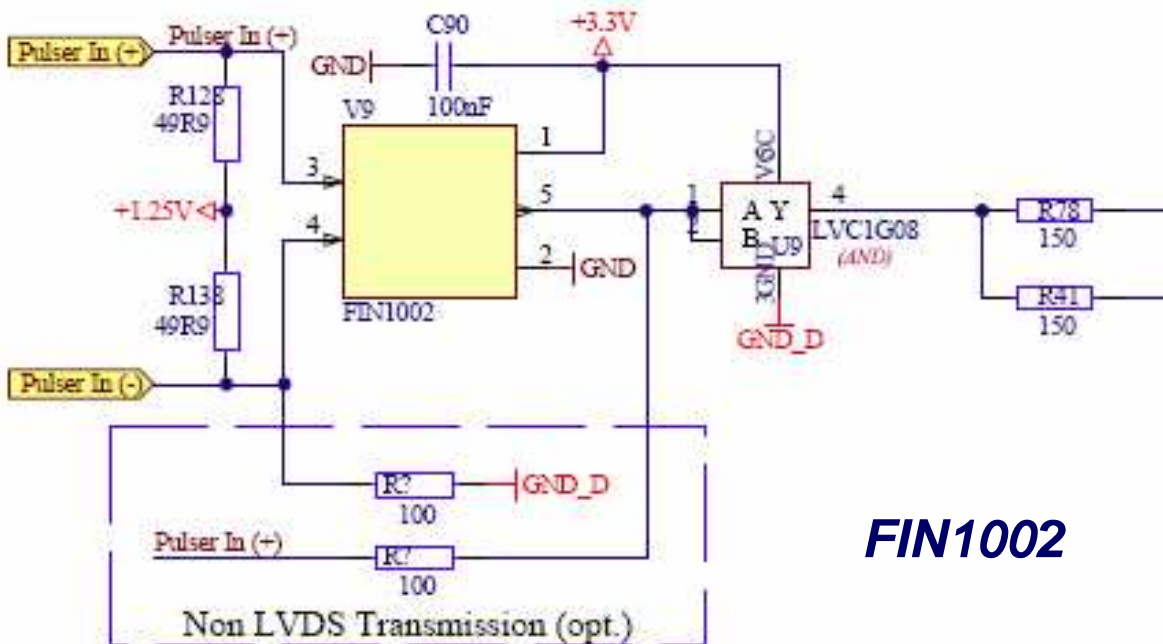 C90
+3.3V
Pulser In (+)
Pulser In (+)
GND
R128
49R9
V9
100nF
1
3
5
+1.25V
4
1
2
A Y
B
U9
4
LVC1G08
(AND)
R78
150
2
GND
R138
49R9
FIN1002
3
GND
R41
150
GND_D
Pulser In (-)
R?
GND_D
100
Pulser In (+)
R?
100
FIN1002
Non LVDS Transmission (opt.)